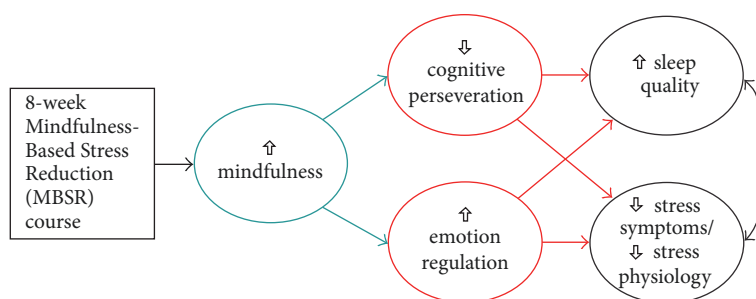 8-week
Mindfulness-
Based Stress
Reduction
(MBSR)
course
⇧
mindfulness
⇩
cognitive
perseveration
⇧
emotion
regulation
⇧ sleep
quality
⇩ stress
symptoms/
⇩ stress
physiology